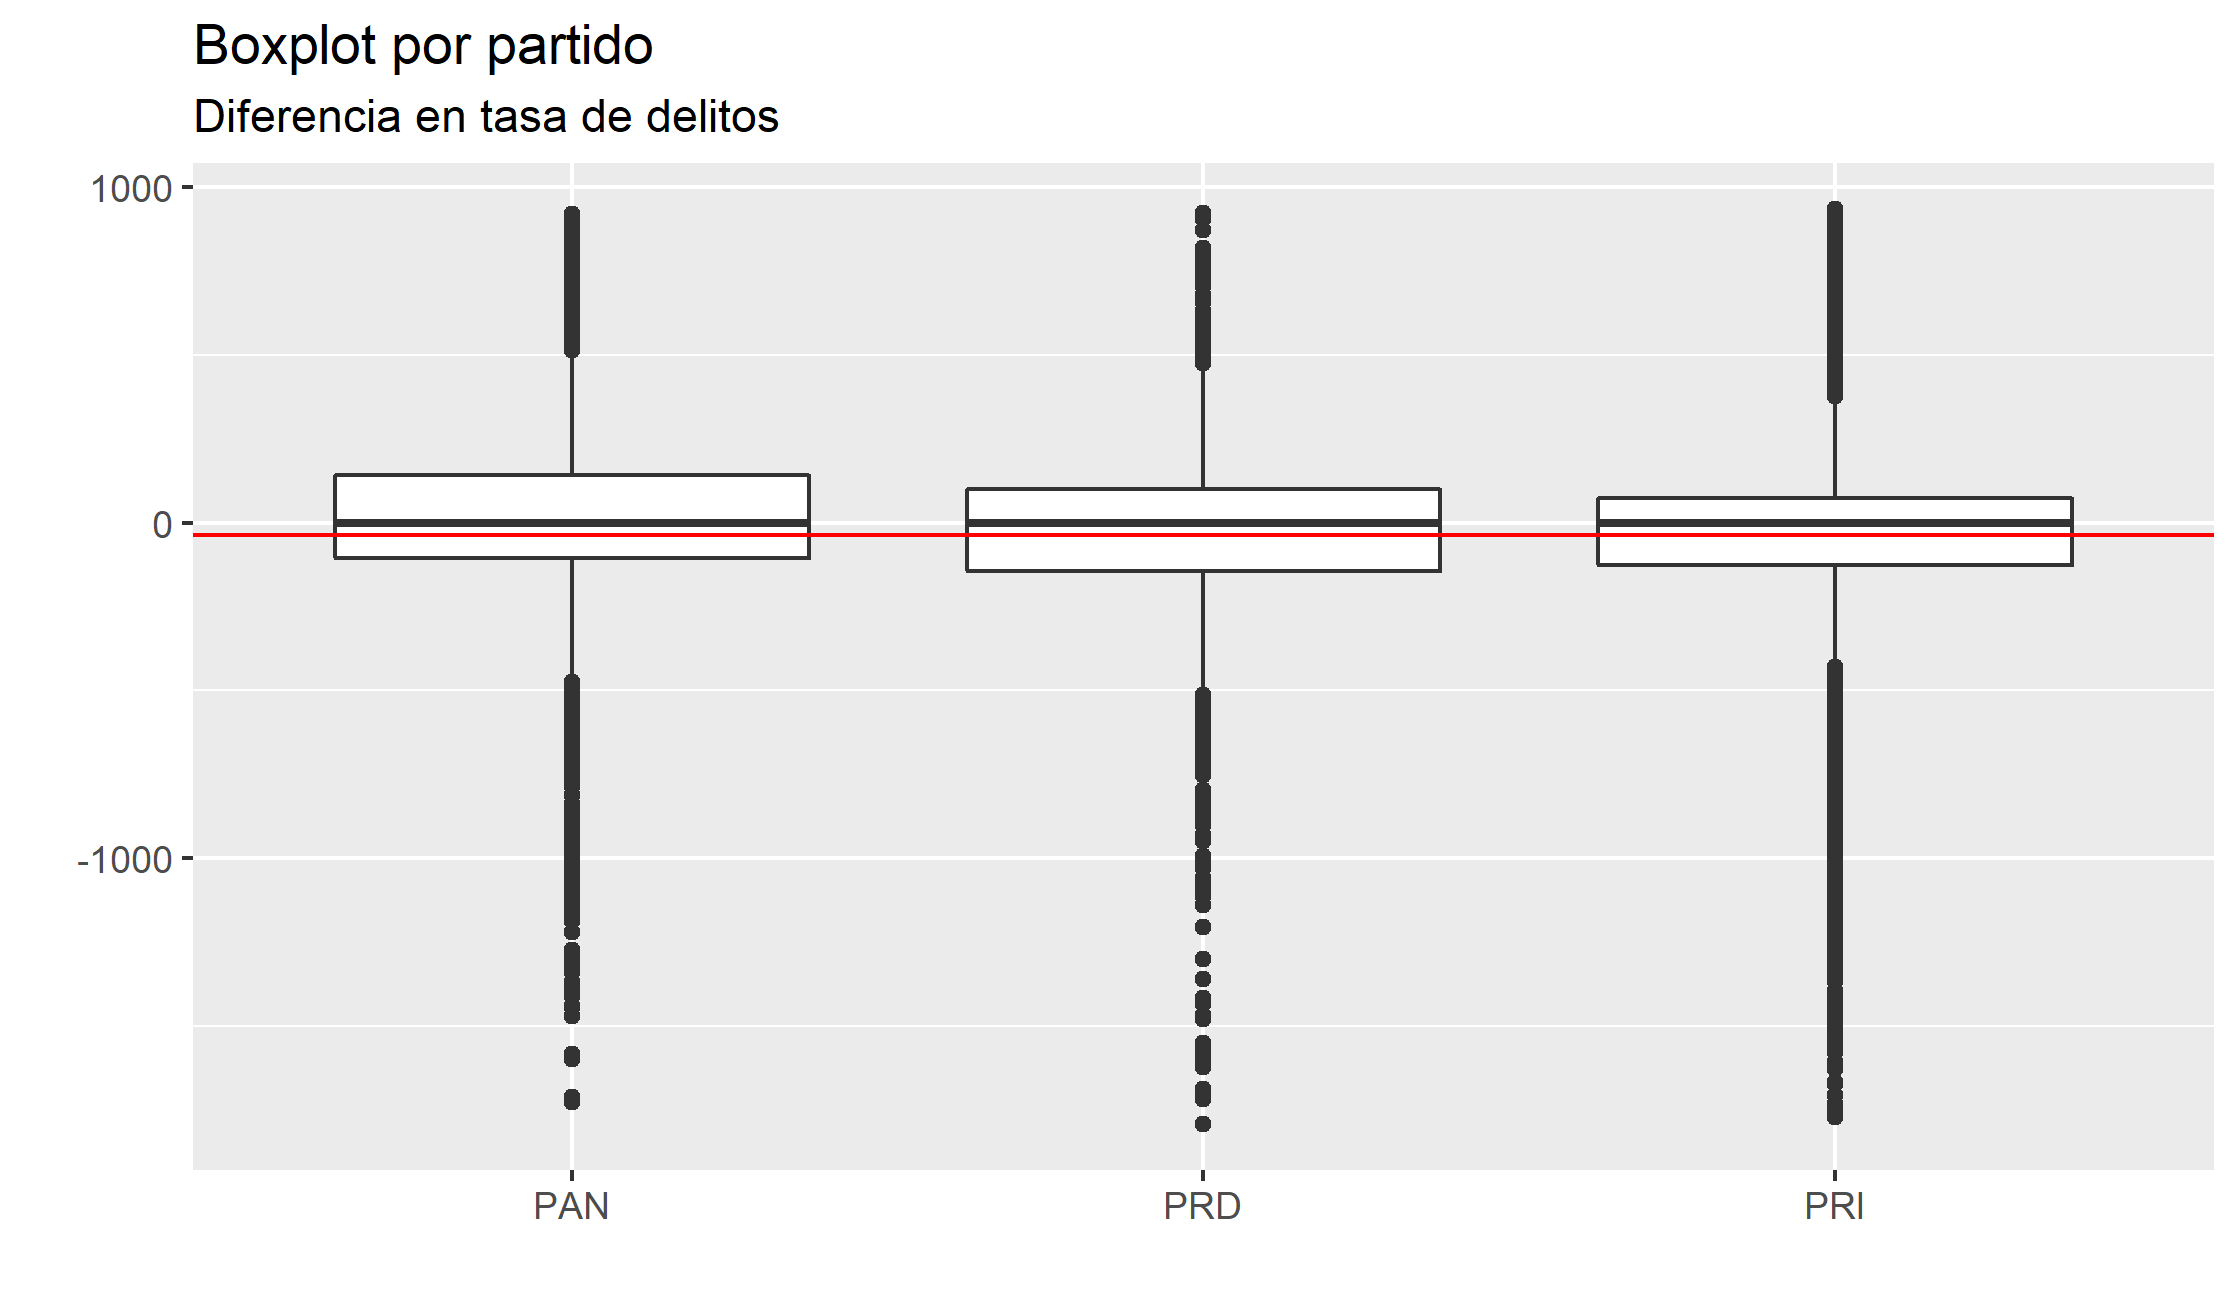 Boxplot por partido
Diferencia en tasa de delitos
1000
0
-1000
PAN PRD PRI